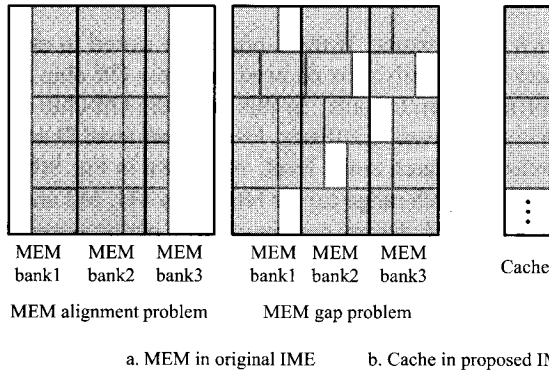 MEM bank1 MEM bank2 MEM bank3 MEM bank1 MEM bank2 MEM bank3
Cache
MEM alignment problem MEM gap problem
a. MEM in original IME b. Cache in proposed